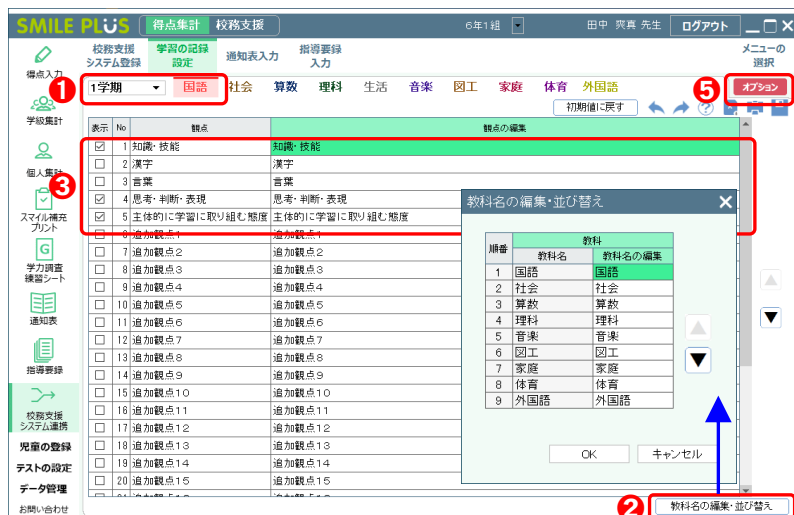 SMILE PLUS 得点集計 校務支援 6年1組 田中 爽真 先生 ログアウト
得点入力
学級集計
個人集計
スマイル補充
プリント
学力調査
練習シート
通知表
指導要録
校務支援
システム連携
児童の登録
テストの設定
データ管理
お問い合わせ
校務支援
システム登録
学習の記録
設定
通知表入力
指導要録
入力
メニューの
選択
❶ 1学期 国語 社会 算数 理科 生活 音楽 図工 家庭 体育 外国語 ❺ オプション
初期値に戻す
表示 No 観点 観点の編集
1 知識・技能 知識・技能
2 漢字 漢字
❸ 3 言葉 言葉
4 思考・判断・表現 思考・判断・表現
5 主体的に学習に取り組む態度 主体的に学習に取り組む態度
6 追加観点1 追加観点1
7 追加観点2 追加観点2
8 追加観点3 追加観点3
9 追加観点4 追加観点4
10 追加観点5 追加観点5
11 追加観点6 追加観点6
12 追加観点7 追加観点7
13 追加観点8 追加観点8
14 追加観点9 追加観点9
15 追加観点10 追加観点10
16 追加観点11 追加観点11
17 追加観点12 追加観点12
18 追加観点13 追加観点13
19 追加観点14 追加観点14
20 追加観点15 追加観点15
教科名の編集・並び替え
順番 教科
教科名 教科名の編集
1 国語 国語
2 社会 社会
3 算数 算数
4 理科 理科
5 音楽 音楽
6 図工 図工
7 家庭 家庭
8 体育 体育
9 外国語 外国語
OK キャンセル
❷ 教科名の編集・並び替え